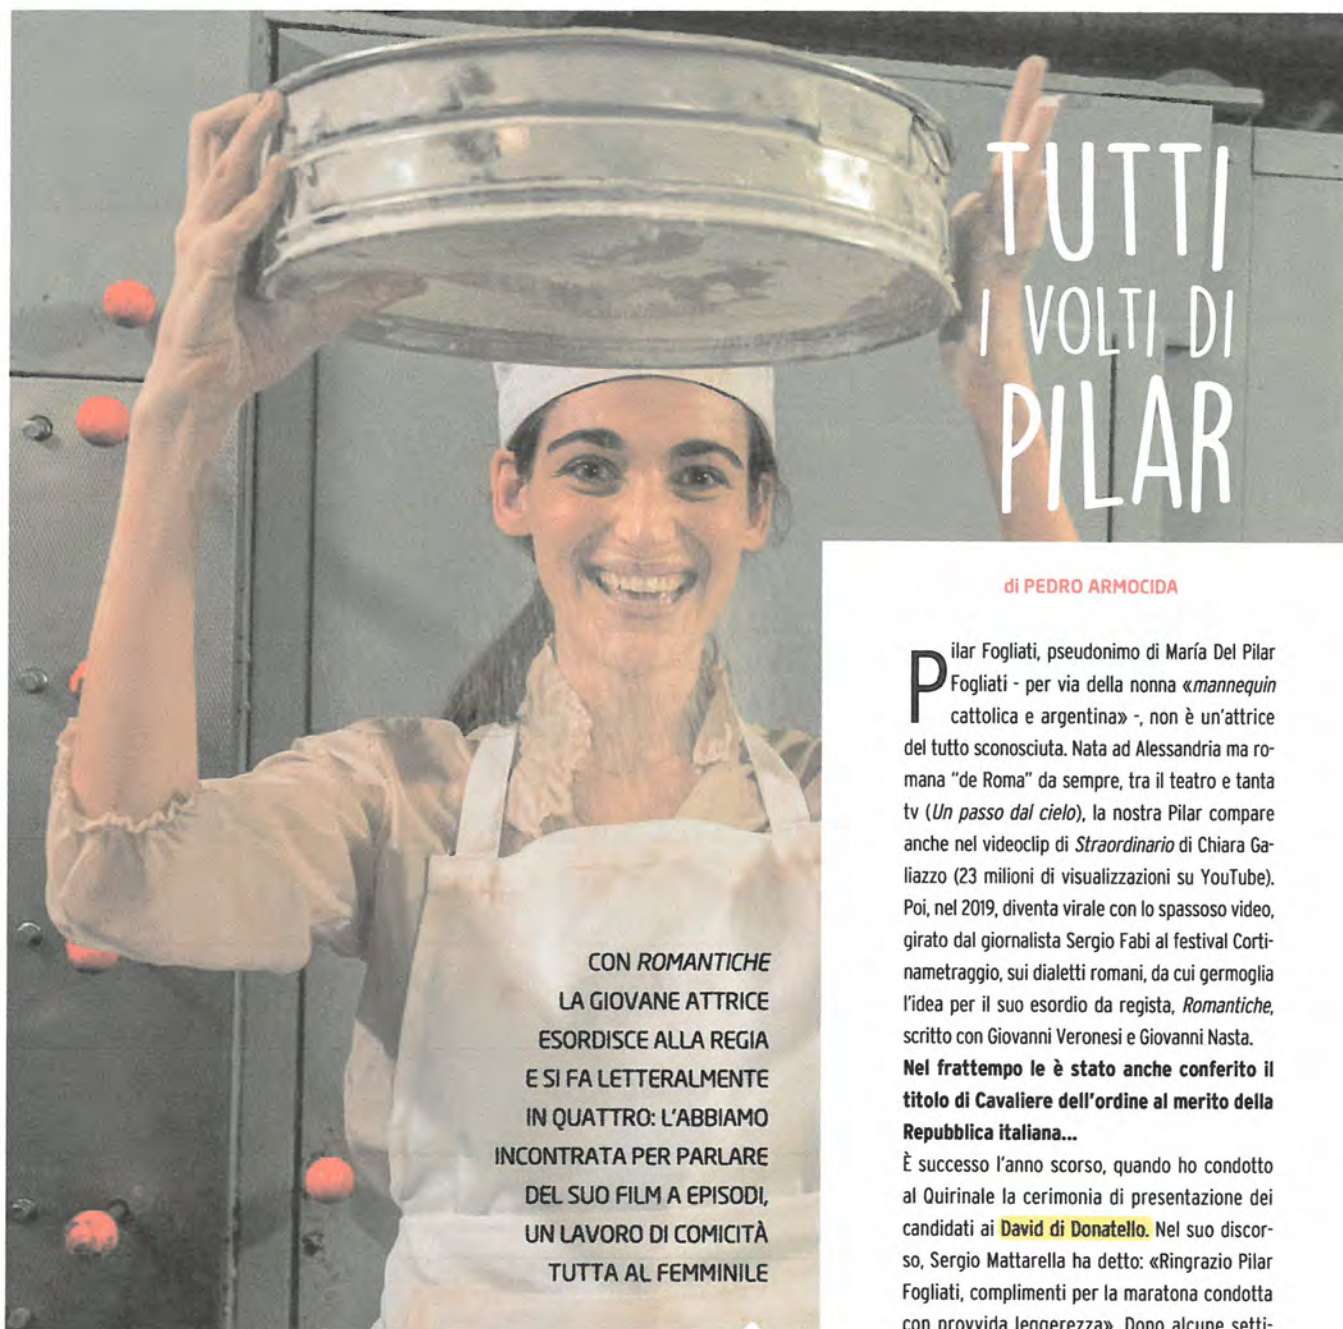 TUTTI
I VOLTI DI
PILAR
di PEDRO ARMOCIDA
Pilar Fogliati, pseudonimo di María Del Pilar
Fogliati - per via della nonna «mannequin
cattolica e argentina» -, non è un'attrice
del tutto sconosciuta. Nata ad Alessandria ma ro-
mana "de Roma" da sempre, tra il teatro e tanta
tv (Un passo dal cielo), la nostra Pilar compare
anche nel videoclip di Straordinario di Chiara Ga-
liazzo (23 milioni di visualizzazioni su YouTube).
Poi, nel 2019, diventa virale con lo spassoso video,
girato dal giornalista Sergio Fabi al festival Corti-
nametraggio, sui dialetti romani, da cui germoglia
l'idea per il suo esordio da regista, Romantiche,
scritto con Giovanni Veronesi e Giovanni Nasta.
Nel frattempo le è stato anche conferito il
titolo di Cavaliere dell'ordine al merito della
Repubblica italiana...
È successo l'anno scorso, quando ho condotto
al Quirinale la cerimonia di presentazione dei
candidati ai David di Donatello. Nel suo discor-
so, Sergio Mattarella ha detto: «Ringrazio Pilar
Fogliati, complimenti per la maratona condotta
con provvida leggerezza». Dopo alcune setti-
CON ROMANTICHE
LA GIOVANE ATTRICE
ESORDISCE ALLA REGIA
E SI FA LETTERALMENTE
IN QUATTRO: L'ABBIAMO
INCONTRATA PER PARLARE
DEL SUO FILM A EPISODI,
UN LAVORO DI COMICITÀ
TUTTA AL FEMMINILE